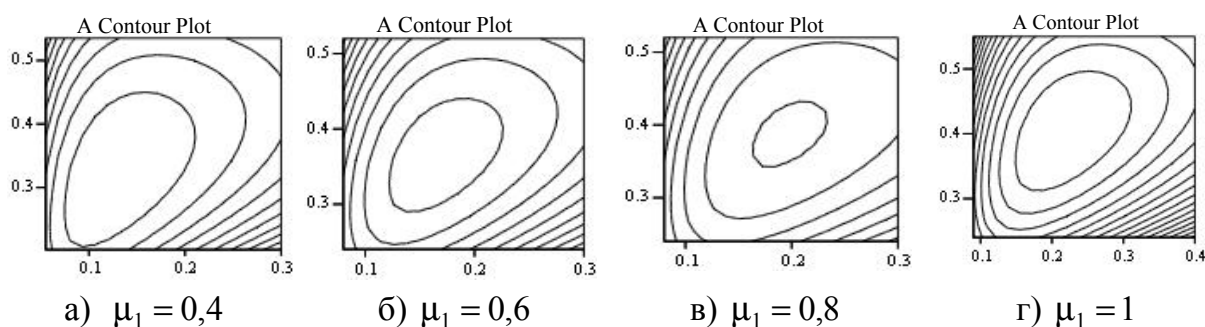 A Contour Plot
0.5
0.4
0.3
0.1 0.2 0.3
а) μ₁ = 0,4
A Contour Plot
0.5
0.4
0.3
0.1 0.2 0.3
б) μ₁ = 0,6
A Contour Plot
0.5
0.4
0.3
0.1 0.2 0.3
в) μ₁ = 0,8
A Contour Plot
0.5
0.4
0.3
0.1 0.2 0.3 0.4
г) μ₁ = 1